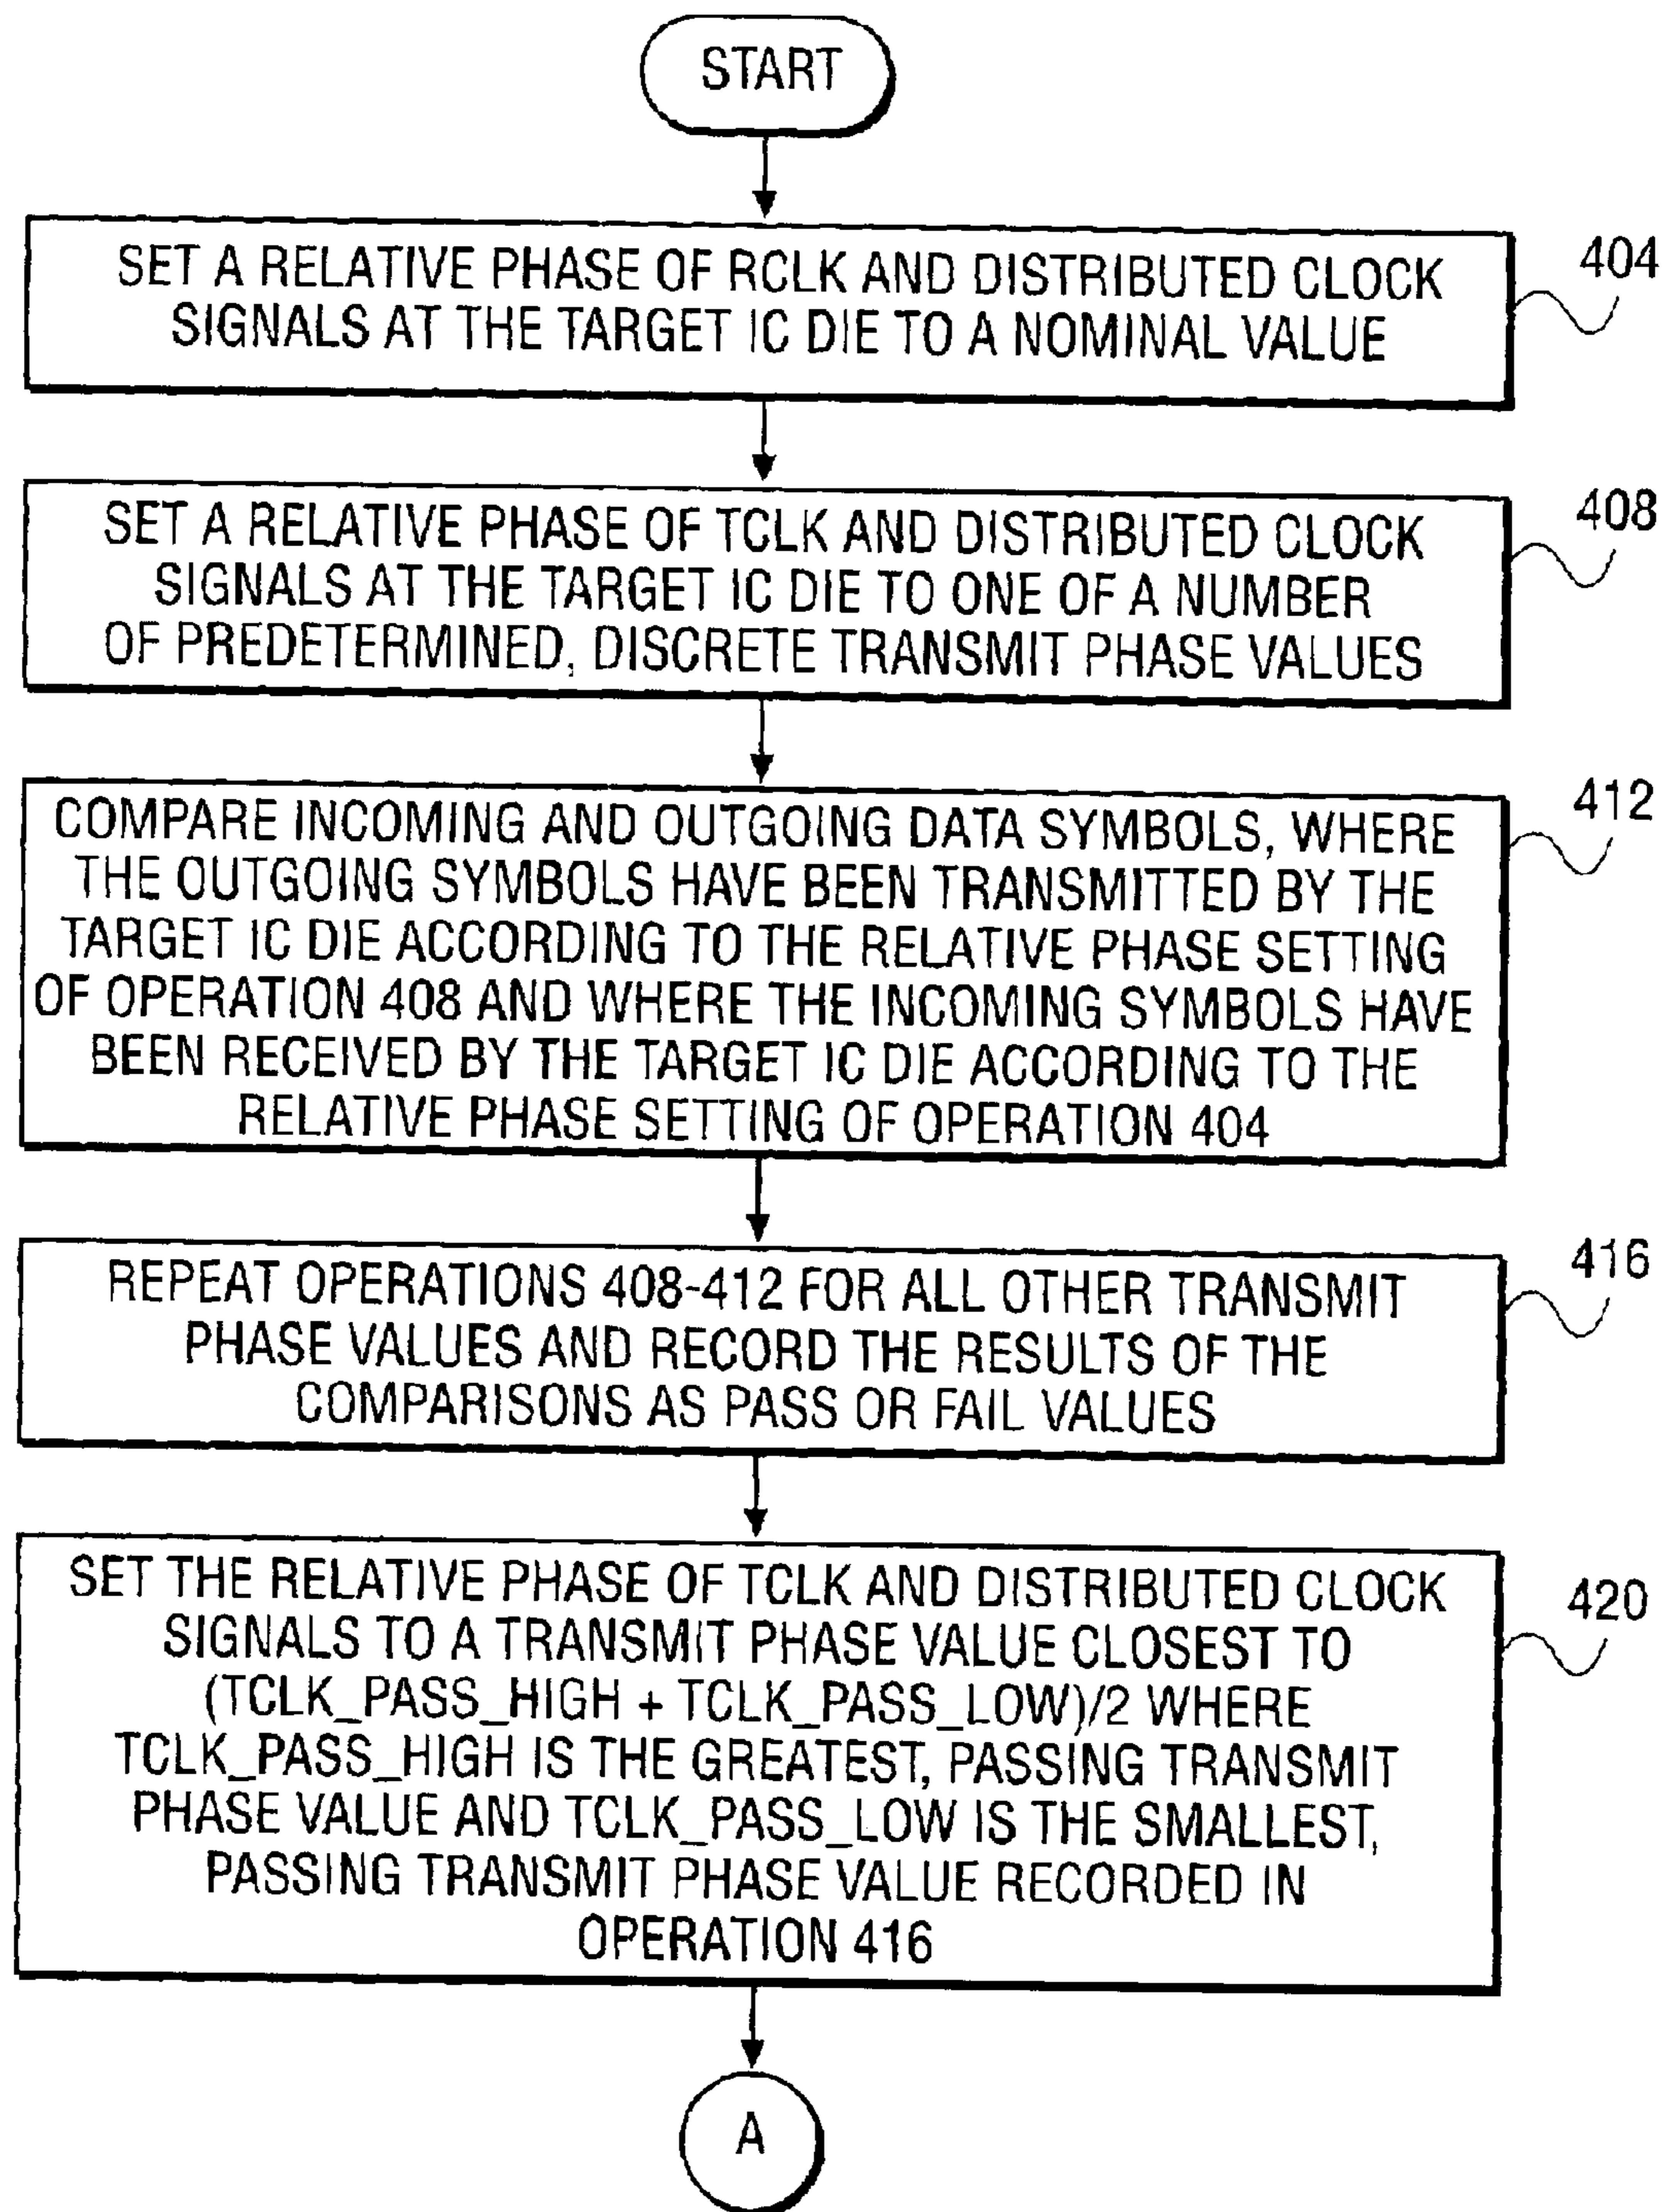 START
SET A RELATIVE PHASE OF RCLK AND DISTRIBUTED CLOCK
SIGNALS AT THE TARGET IC DIE TO A NOMINAL VALUE
404
SET A RELATIVE PHASE OF TCLK AND DISTRIBUTED CLOCK
SIGNALS AT THE TARGET IC DIE TO ONE OF A NUMBER
OF PREDETERMINED, DISCRETE TRANSMIT PHASE VALUES
408
COMPARE INCOMING AND OUTGOING DATA SYMBOLS, WHERE
THE OUTGOING SYMBOLS HAVE BEEN TRANSMITTED BY THE
TARGET IC DIE ACCORDING TO THE RELATIVE PHASE SETTING
OF OPERATION 408 AND WHERE THE INCOMING SYMBOLS HAVE
BEEN RECEIVED BY THE TARGET IC DIE ACCORDING TO THE
RELATIVE PHASE SETTING OF OPERATION 404
412
REPEAT OPERATIONS 408-412 FOR ALL OTHER TRANSMIT
PHASE VALUES AND RECORD THE RESULTS OF THE
COMPARISONS AS PASS OR FAIL VALUES
416
SET THE RELATIVE PHASE OF TCLK AND DISTRIBUTED CLOCK
SIGNALS TO A TRANSMIT PHASE VALUE CLOSEST TO
(TCLK_PASS_HIGH + TCLK_PASS_LOW)/2 WHERE
TCLK_PASS_HIGH IS THE GREATEST, PASSING TRANSMIT
PHASE VALUE AND TCLK_PASS_LOW IS THE SMALLEST,
PASSING TRANSMIT PHASE VALUE RECORDED IN
OPERATION 416
420
A